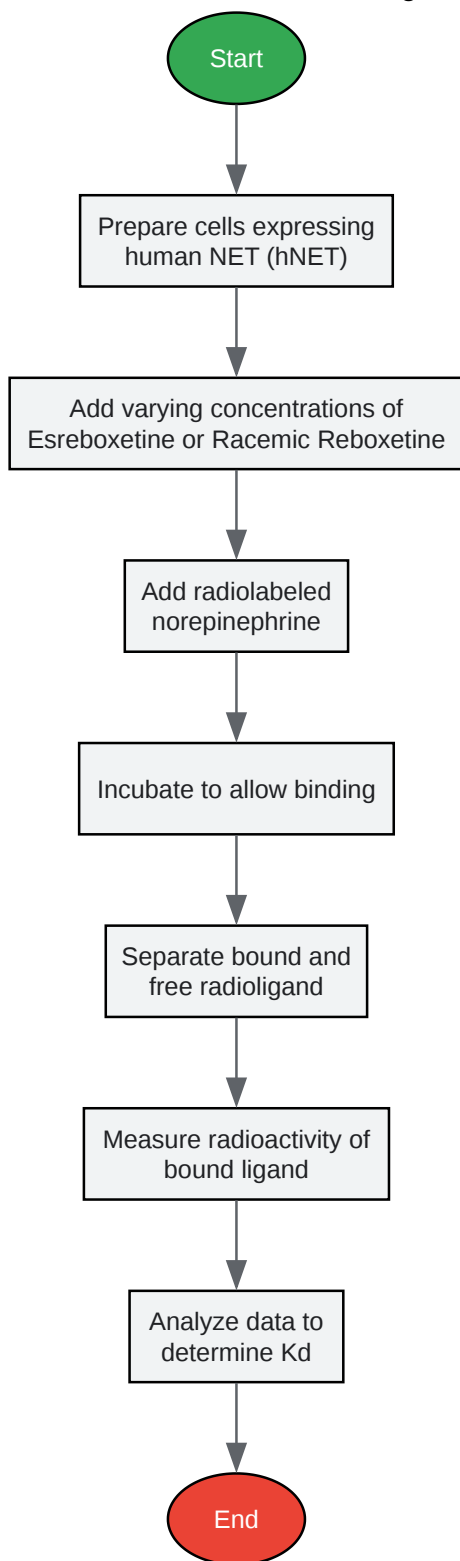 Start
Prepare cells expressing
human NET (hNET)
Add varying concentrations of
Esreboxetine or Racemic Reboxetine
Add radiolabeled
norepinephrine
Incubate to allow binding
Separate bound and
free radioligand
Measure radioactivity of
bound ligand
Analyze data to
determine Kd
End